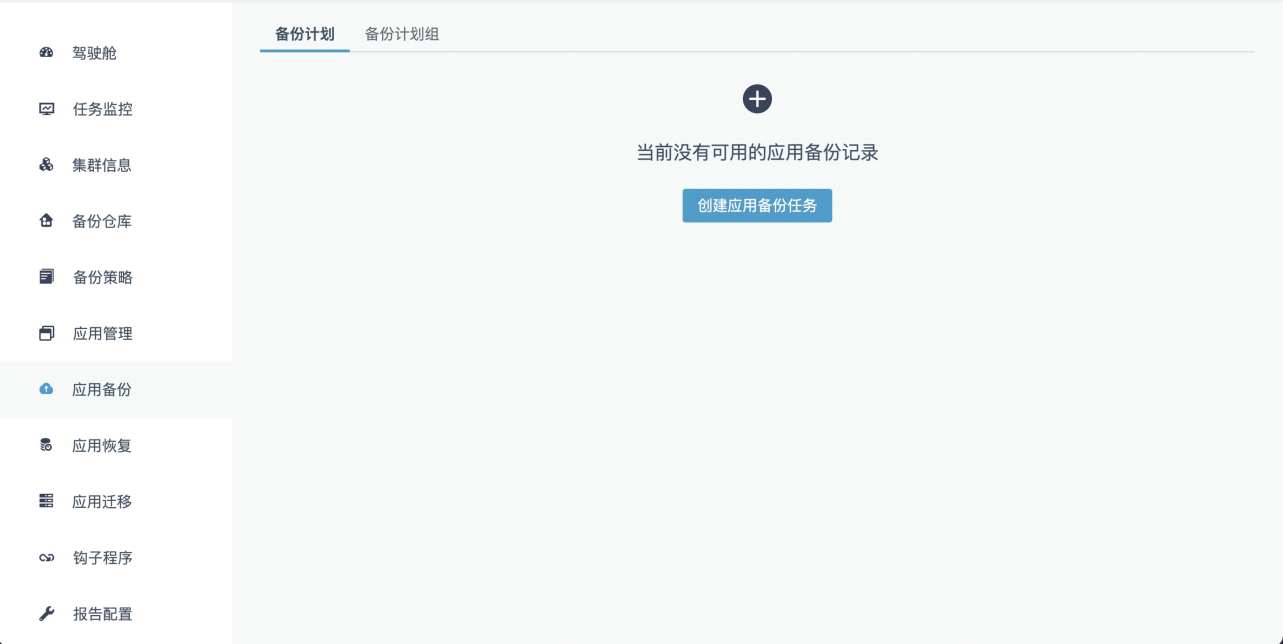 驾驶舱
任务监控
集群信息
备份仓库
备份策略
应用管理
应用备份
应用恢复
应用迁移
钩子程序
报告配置
备份计划
备份计划组
当前没有可用的应用备份记录
创建应用备份任务